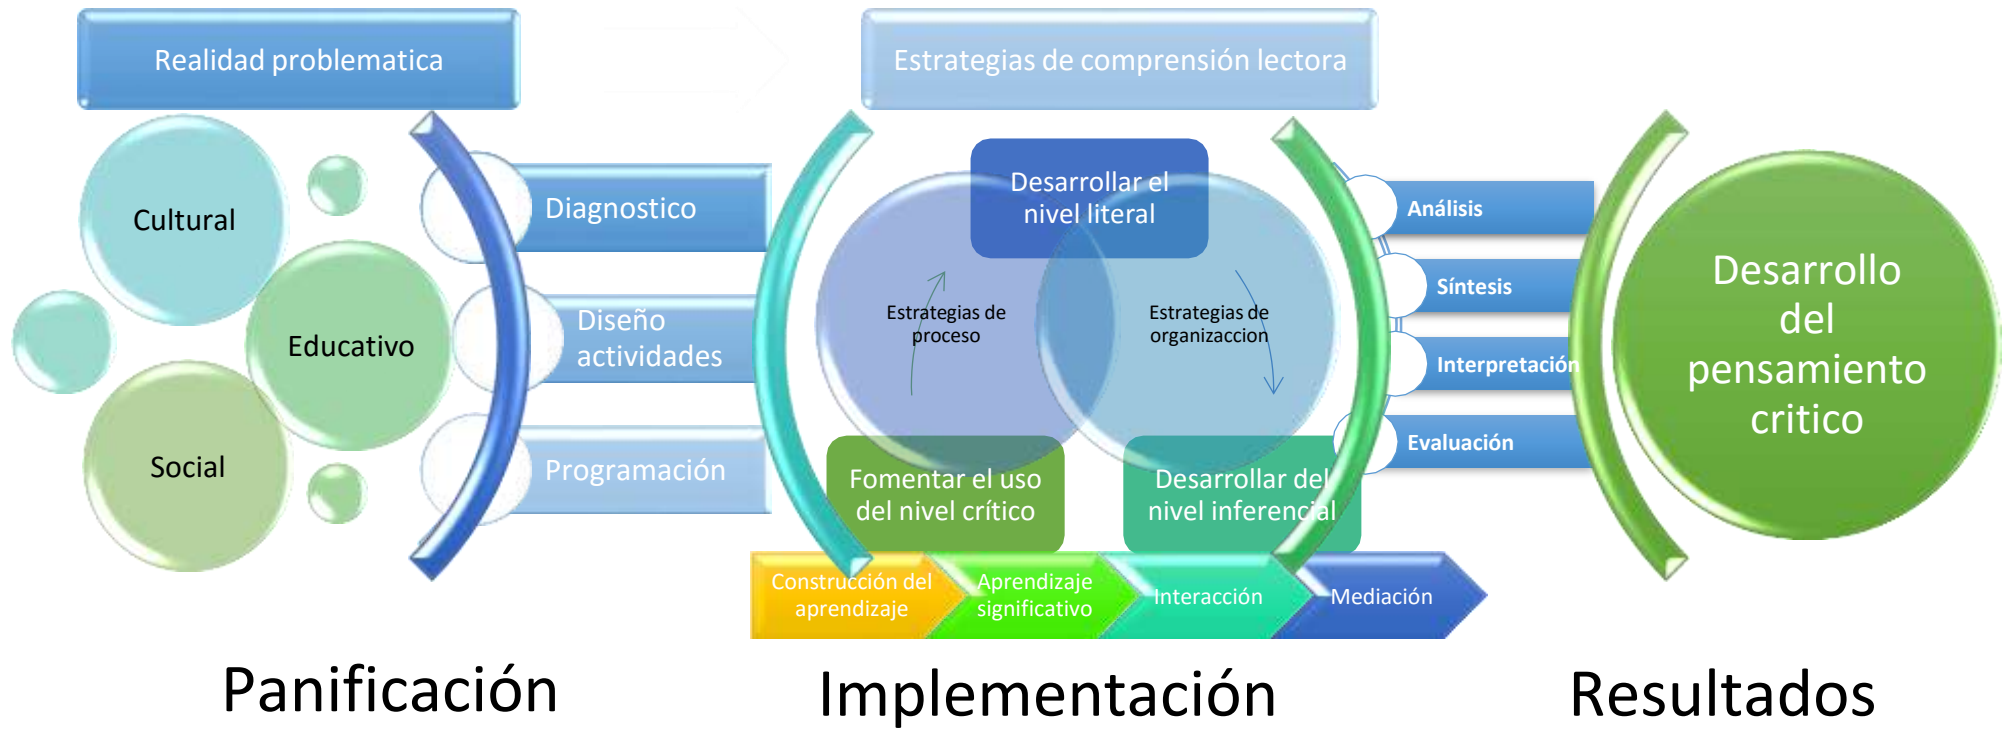 Realidad problematica
Estrategias de comprensión lectora
Cultural
Educativo
Social
Diagnostico
Diseño
actividades
Programación
Desarrollar el
nivel literal
Estrategias de
proceso
Estrategias de
organizaccion
Fomentar el uso
del nivel crítico
Desarrollar del
nivel inferencial
Construcción del
aprendizaje
Aprendizaje
significativo
Interacción
Mediación
Análisis
Síntesis
Interpretación
Evaluación
Desarrollo
del
pensamiento
critico
Panificación
Implementación
Resultados